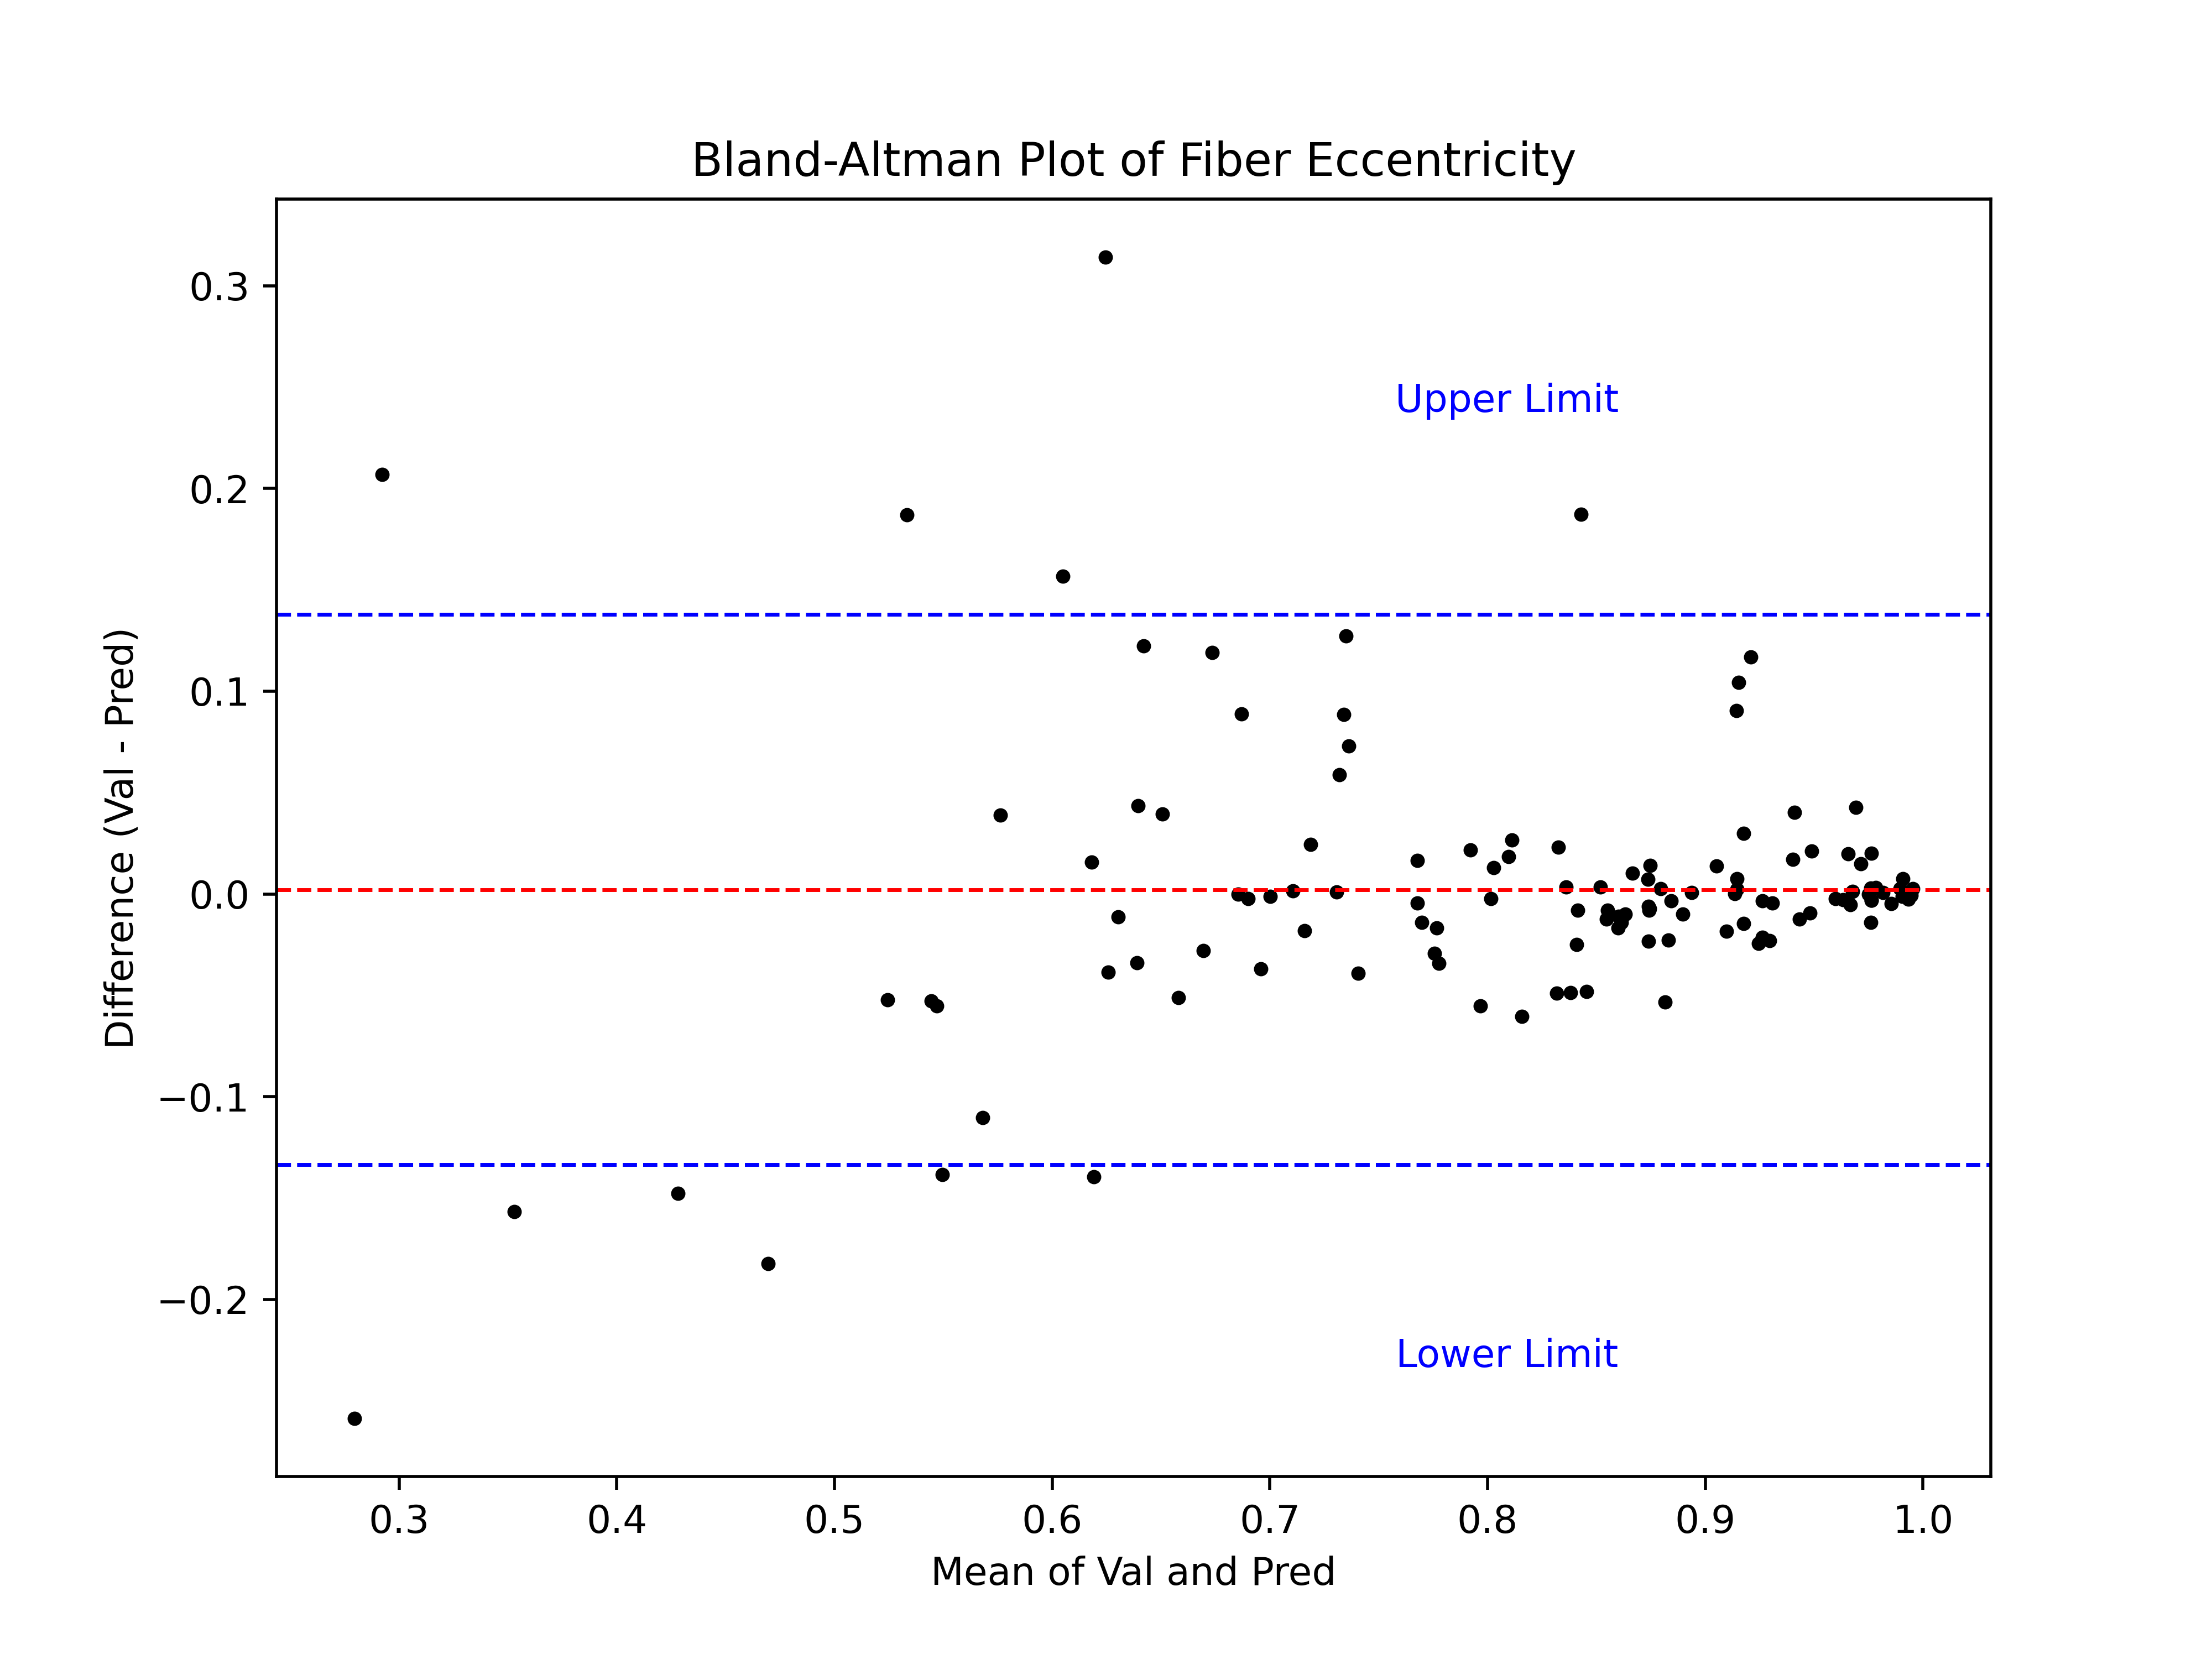 Bland-Altman Plot of Fiber Eccentricity
Difference (Val - Pred)
0.3
0.2
0.1
0.0
−0.1
−0.2
Upper Limit
Lower Limit
0.3 0.4 0.5 0.6 0.7 0.8 0.9 1.0
Mean of Val and Pred